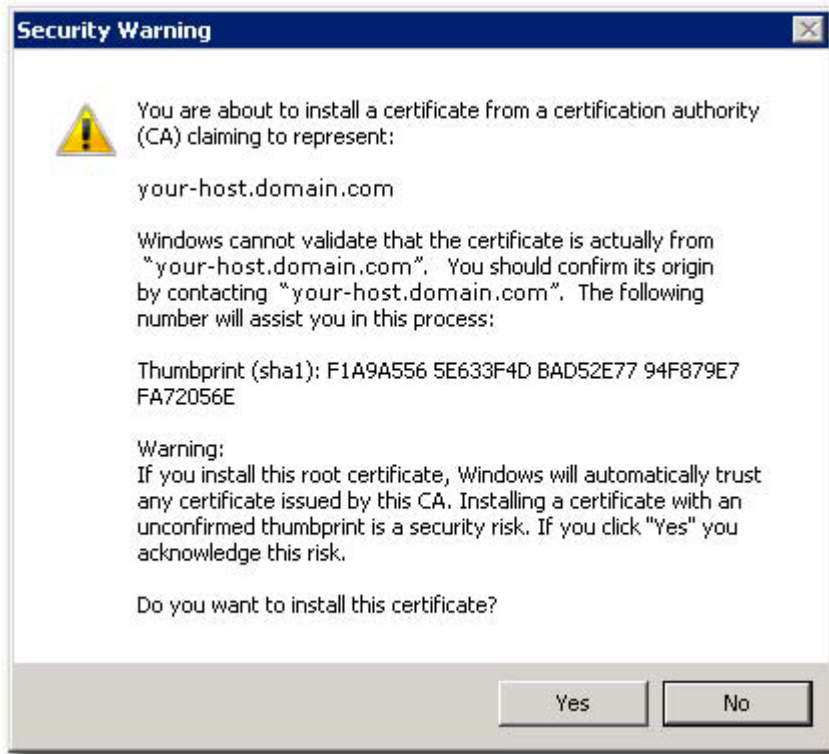 Security Warning
You are about to install a certificate from a certification authority
(CA) claiming to represent:
your-host.domain.com
Windows cannot validate that the certificate is actually from
“your-host.domain.com”. You should confirm its origin
by contacting “your-host.domain.com”. The following
number will assist you in this process:
Thumbprint (sha1): F1A9A556 5E633F4D BAD52E77 94F879E7
FA72056E
Warning:
If you install this root certificate, Windows will automatically trust
any certificate issued by this CA. Installing a certificate with an
unconfirmed thumbprint is a security risk. If you click "Yes" you
acknowledge this risk.
Do you want to install this certificate?
Yes
No